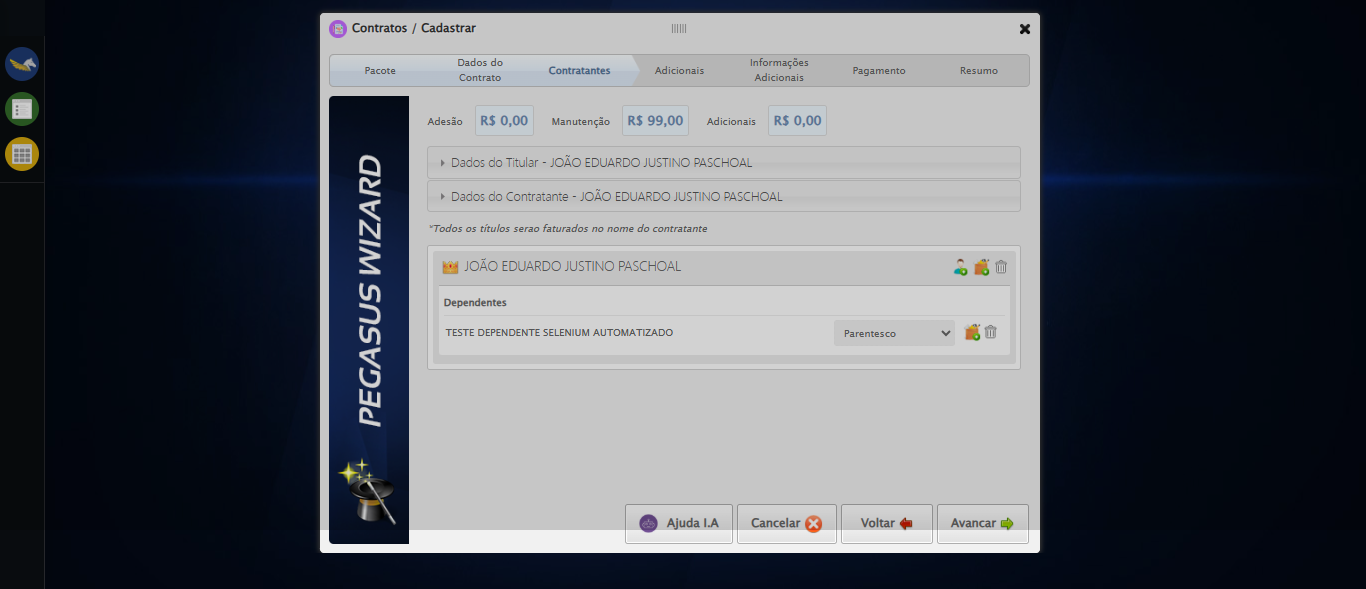 Contratos / Cadastrar
Pacote
Dados do
Contrato
Contratantes
Adicionais
Informações
Adicionais
Pagamento
Resumo
PEGASUS WIZARD
Adesão R$ 0,00 Manutenção R$ 99,00 Adicionais R$ 0,00
Dados do Titular - JOÃO EDUARDO JUSTINO PASCHOAL
Dados do Contratante - JOÃO EDUARDO JUSTINO PASCHOAL
*Todos os títulos serao faturados no nome do contratante
JOÃO EDUARDO JUSTINO PASCHOAL
Dependentes
TESTE DEPENDENTE SELENIUM AUTOMATIZADO Parentesco
Ajuda I.A Cancelar Voltar Avancar